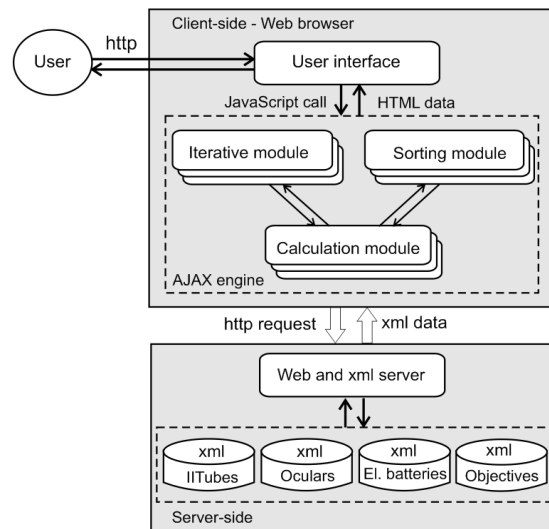 Client-side - Web browser
http
User
User interface
JavaScript call
HTML data
Iterative module
Sorting module
Calculation module
AJAX engine
http request
xml data
Web and xml server
xml
IITubes
xml
Oculars
xml
El. batteries
xml
Objectives
Server-side